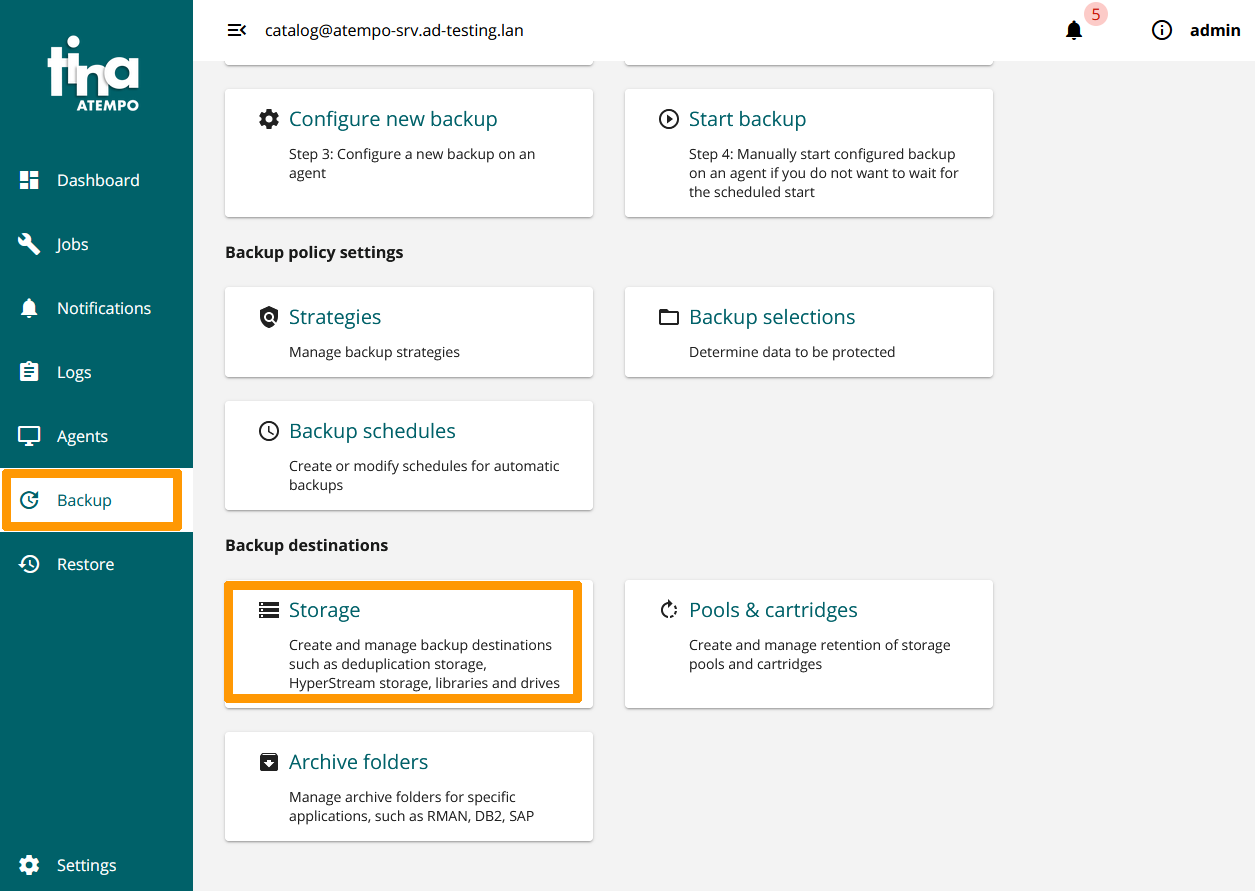 tina
ATEMPO
catalog@atempo-srv.ad-testing.lan
5
admin
Dashboard
Jobs
Notifications
Logs
Agents
Backup
Restore
Settings
Configure new backup
Step 3: Configure a new backup on an
agent
Start backup
Step 4: Manually start configured backup
on an agent if you do not want to wait for
the scheduled start
Backup policy settings
Strategies
Manage backup strategies
Backup selections
Determine data to be protected
Backup schedules
Create or modify schedules for automatic
backups
Backup destinations
Storage
Create and manage backup destinations
such as deduplication storage,
HyperStream storage, libraries and drives
Pools & cartridges
Create and manage retention of storage
pools and cartridges
Archive folders
Manage archive folders for specific
applications, such as RMAN, DB2, SAP